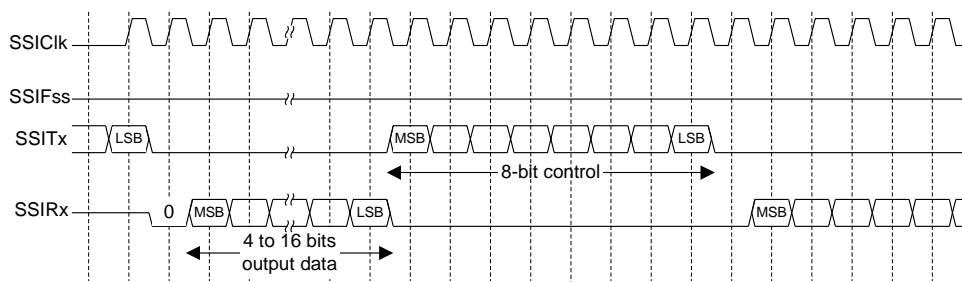 SSIClk
SSIFss
SSITx LSB MSB LSB
8-bit control
SSIRx 0 MSB LSB MSB
4 to 16 bits
output data